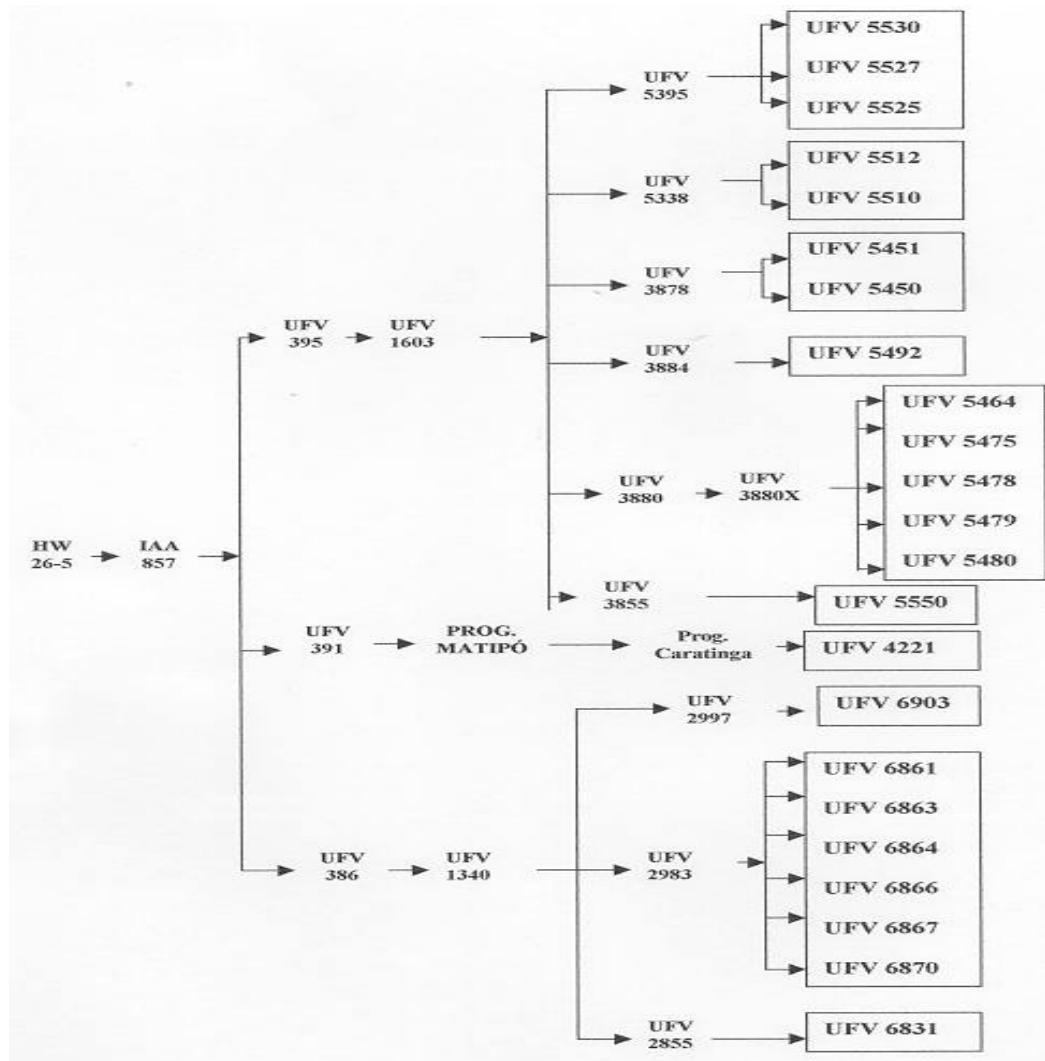 UFV 5530
UFV
5395
UFV 5527
UFV 5525
UFV 5512
UFV
5338
UFV 5510
UFV 5451
UFV
3878
UFV 5450
UFV
395
UFV
1603
UFV
3884
UFV 5492
UFV 5464
UFV 5475
UFV
3880
UFV
3880X
UFV 5478
UFV 5479
UFV 5480
HW
26-5
IAA
857
UFV
3855
UFV 5550
UFV
391
PROG.
MATIPÓ
Prog.
Caratinga
UFV 4221
UFV
2997
UFV 6903
UFV 6861
UFV 6863
UFV
386
UFV
1340
UFV
2983
UFV 6864
UFV 6866
UFV 6867
UFV 6870
UFV
2855
UFV 6831